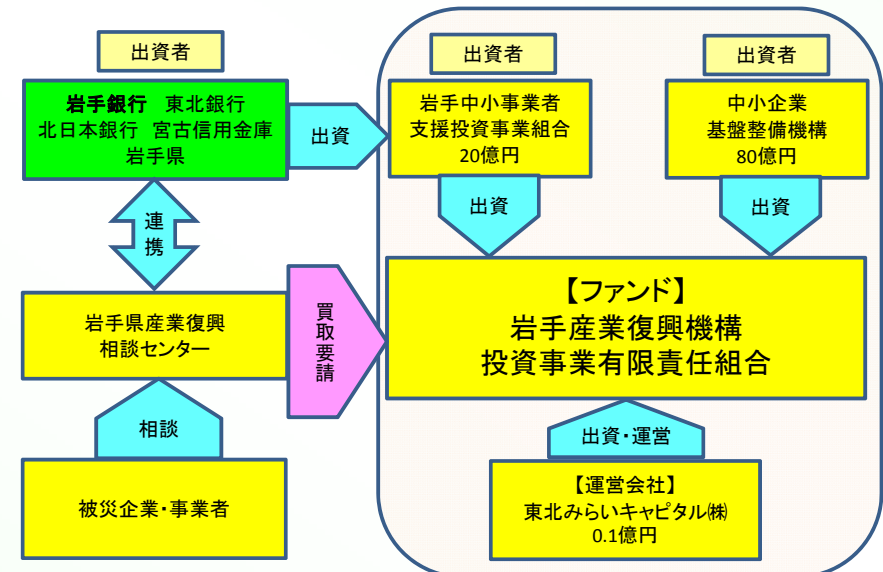 出資者
岩手銀行 東北銀行
北日本銀行 宮古信用金庫
岩手県
出資
出資者
岩手中小事業者
支援投資事業組合
20億円
出資者
中小企業
基盤整備機構
80億円
出資
出資
連携
岩手県産業復興
相談センター
買取要請
【ファンド】
岩手産業復興機構
投資事業有限責任組合
相談
被災企業・事業者
出資・運営
【運営会社】
東北みらいキャピタル㈱
0.1億円